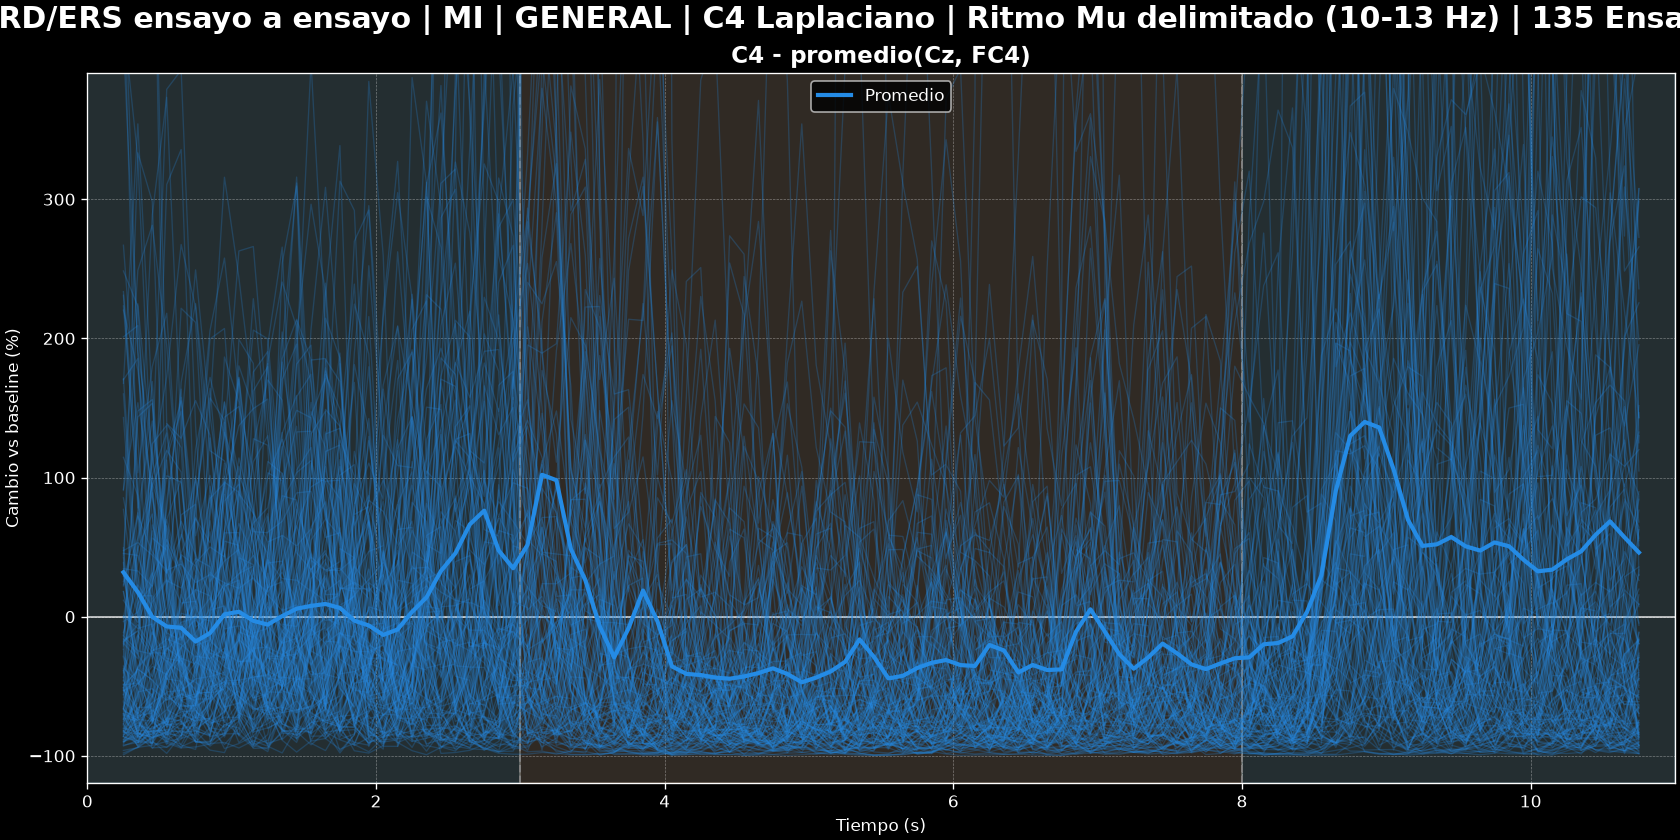 RD/ERS ensayo a ensayo | MI | GENERAL | C4 Laplaciano | Ritmo Mu delimitado (10-13 Hz) | 135 Ensa
C4 - promedio(Cz, FC4)
Promedio
Cambio vs baseline (%)
300
200
100
0
−100
0 2 4 6 8 10
Tiempo (s)